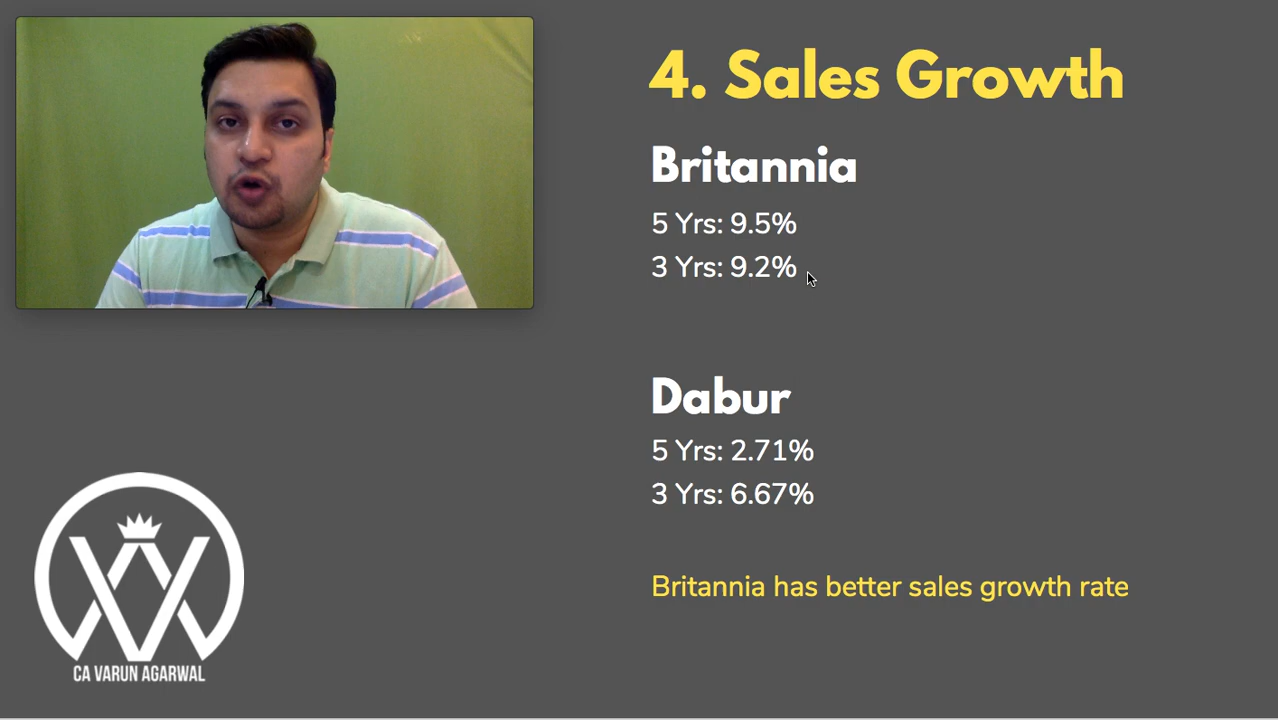 4. Sales Growth
Britannia
5 Yrs: 9.5%
3 Yrs: 9.2%
Dabur
5 Yrs: 2.71%
3 Yrs: 6.67%
Britannia has better sales growth rate
CA VARUN AGARWAL